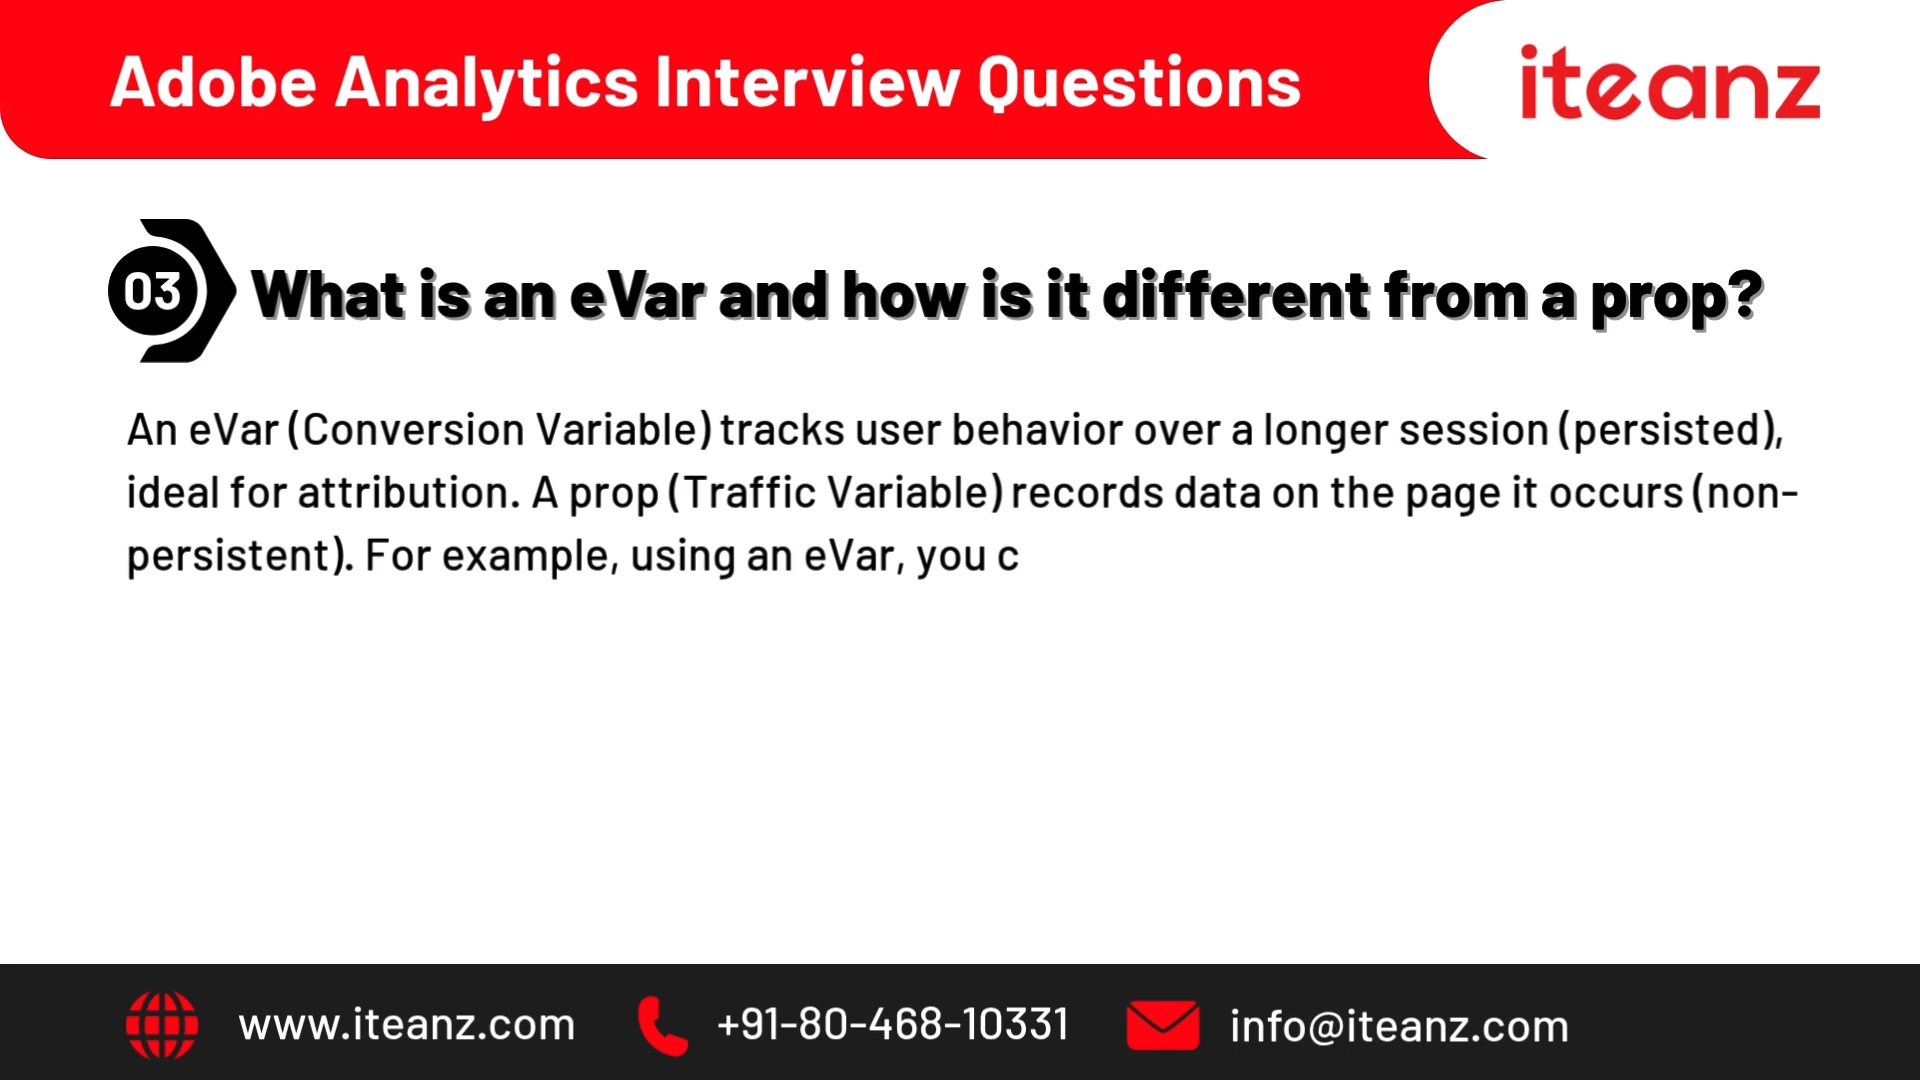 Adobe Analytics Interview Questions
iteanz
03
What is an eVar and how is it different from a prop?
An eVar (Conversion Variable) tracks user behavior over a longer session (persisted),
ideal for attribution. A prop (Traffic Variable) records data on the page it occurs (non-
persistent). For example, using an eVar, you c
www.iteanz.com
+91-80-468-10331
info@iteanz.com